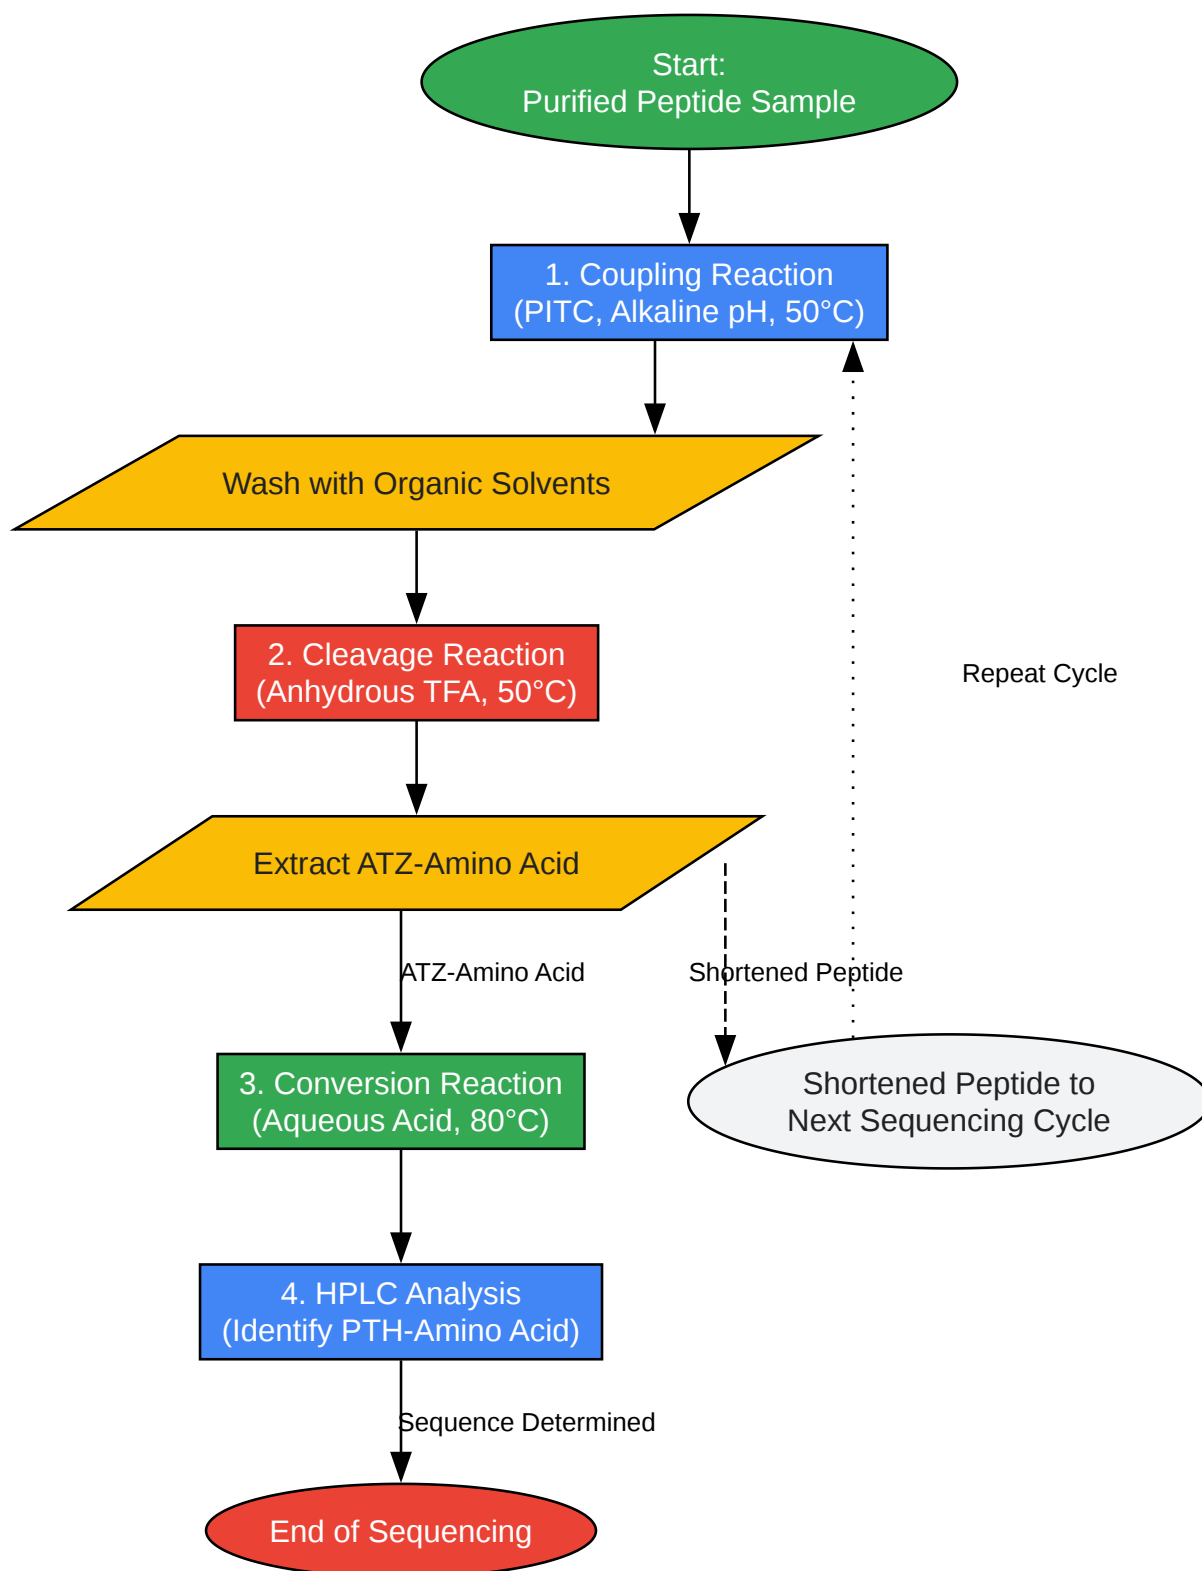 Start:
Purified Peptide Sample
1. Coupling Reaction
(PITC, Alkaline pH, 50°C)
Wash with Organic Solvents
2. Cleavage Reaction
(Anhydrous TFA, 50°C)
Repeat Cycle
Extract ATZ-Amino Acid
ATZ-Amino Acid
Shortened Peptide
3. Conversion Reaction
(Aqueous Acid, 80°C)
Shortened Peptide to
Next Sequencing Cycle
4. HPLC Analysis
(Identify PTH-Amino Acid)
Sequence Determined
End of Sequencing